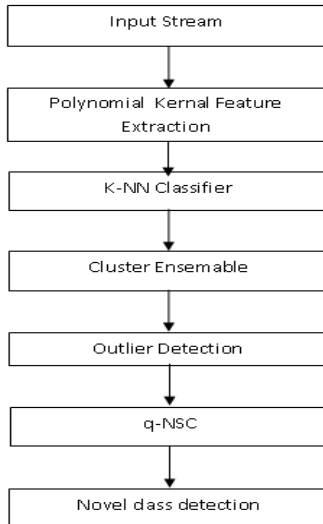 Input Stream
Polynomial Kernal Feature
Extraction
K-NN Classifier
Cluster Ensemable
Outlier Detection
q-NSC
Novel class detection